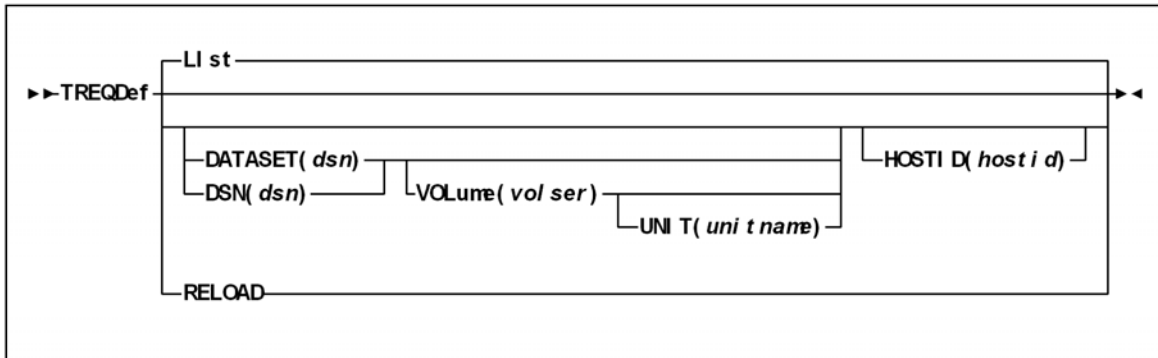 LIst
TREQDef
DATASET(dsn)
HOSTID(hostid)
DSN(dsn)
VOLume(volser)
UNIT(unitname)
RELOAD